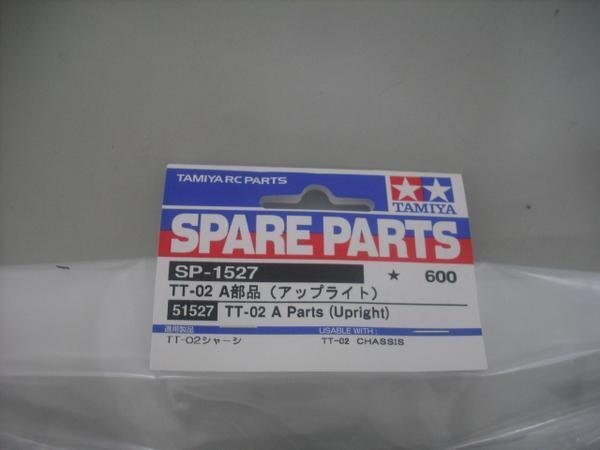 TAMIYA RC PARTS
TAMIYA
SPARE PARTS
SP-1527 ★ 600
TT-02 A部品(アップライト)
51527 TT-02 A Parts (Upright)
適用製品 USABLE WITH :
TT-02シャーシ TT-02 CHASSIS